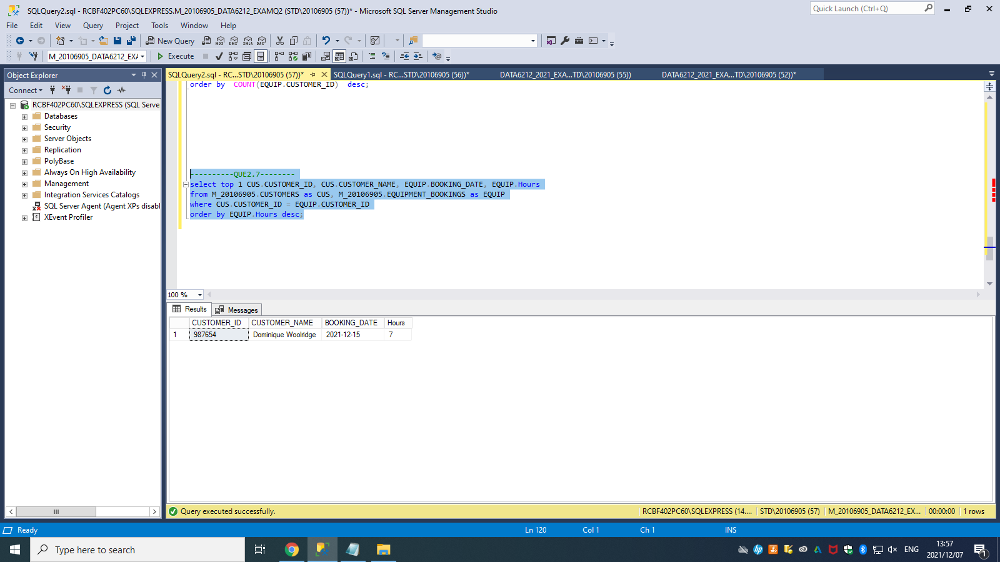 SQLQuery2.sql - RCBF402PC60\SQLEXPRESS.M_20106905_DATA6212_EXAMQ2 (STD\20106905 (57))* - Microsoft SQL Server Management Studio
Quick Launch (Ctrl+Q)
File Edit View Query Project Tools Window Help
New Query
MDX DMX XMLA DAX
M_20106905_DATA6212_EXA
Execute
Object Explorer
SQLQuery2.sql - RC...STD\20106905 (57))* SQLQuery1.sql - RC...STD\20106905 (56))* DATA6212_2021_EXA...TD\20106905 (55)) DATA6212_2021_EXA...TD\20106905 (52))*
Connect
RCBF402PC60\SQLEXPRESS (SQL Serve
Databases
Security
Server Objects
Replication
PolyBase
Always On High Availability
Management
Integration Services Catalogs
SQL Server Agent (Agent XPs disabl
XEvent Profiler
order by COUNT(EQUIP.CUSTOMER_ID) desc;
----------QUE2.7--------
select top 1 CUS.CUSTOMER_ID, CUS.CUSTOMER_NAME, EQUIP.BOOKING_DATE, EQUIP.Hours
from M_20106905.CUSTOMERS as CUS, M_20106905.EQUIPMENT_BOOKINGS as EQUIP
where CUS.CUSTOMER_ID = EQUIP.CUSTOMER_ID
order by EQUIP.Hours desc;
100 %
Results Messages
CUSTOMER_ID CUSTOMER_NAME BOOKING_DATE Hours
1 987654 Dominique Woolridge 2021-12-15 7
Query executed successfully.
RCBF402PC60\SQLEXPRESS (14.... STD\20106905 (57) M_20106905_DATA6212_EX... 00:00:00 1 rows
Ready
Ln 120 Col 1 Ch 1 INS
Type here to search
ENG
13:57
2021/12/07
1